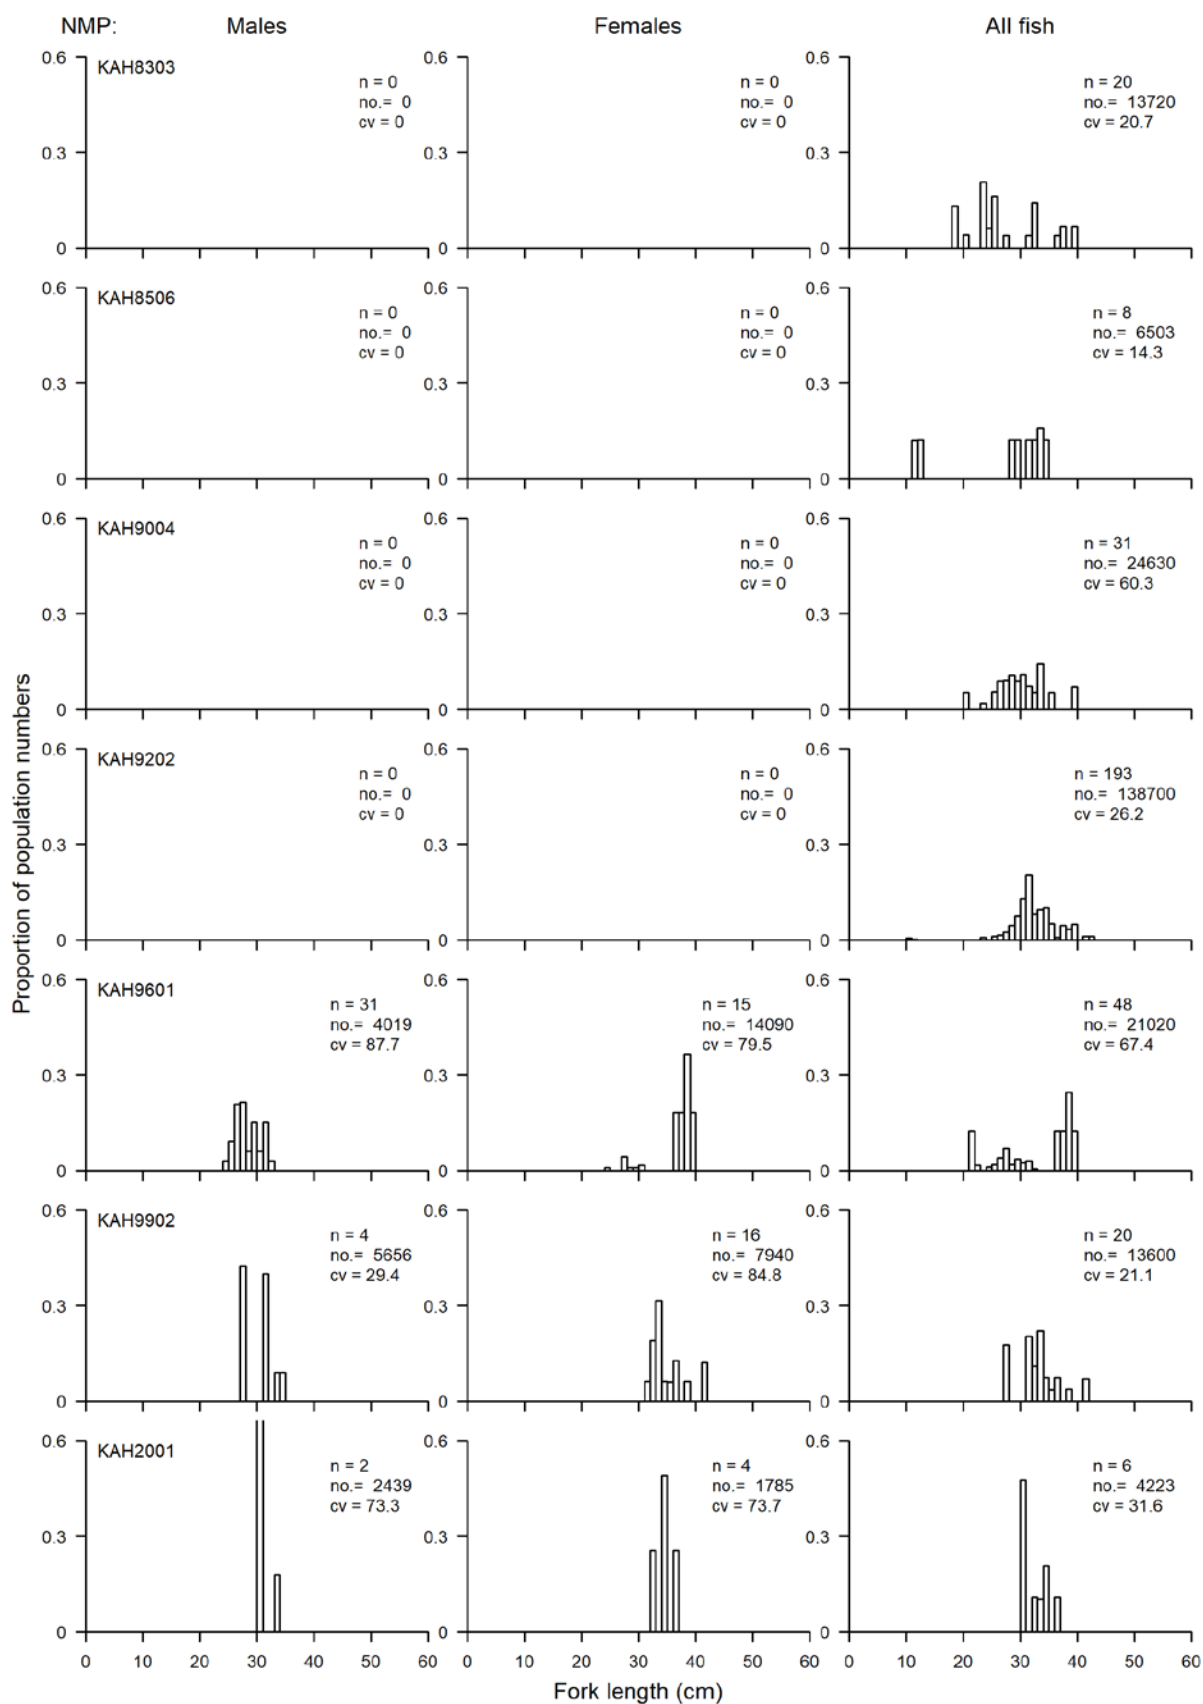 NMP: Males Females All fish
Proportion of population numbers
KAH8303
n = 0
no.= 0
cv = 0
n = 0
no.= 0
cv = 0
n = 20
no.= 13720
cv = 20.7
0.6 0.6 0.6
0.3 0.3 0.3
0 0 0
KAH8506
n = 0
no.= 0
cv = 0
n = 0
no.= 0
cv = 0
n = 8
no.= 6503
cv = 14.3
0.6 0.6 0.6
0.3 0.3 0.3
0 0 0
KAH9004
n = 0
no.= 0
cv = 0
n = 0
no.= 0
cv = 0
n = 31
no.= 24630
cv = 60.3
0.6 0.6 0.6
0.3 0.3 0.3
0 0 0
KAH9202
n = 0
no.= 0
cv = 0
n = 0
no.= 0
cv = 0
n = 193
no.= 138700
cv = 26.2
0.6 0.6 0.6
0.3 0.3 0.3
0 0 0
KAH9601
n = 31
no.= 4019
cv = 87.7
n = 15
no.= 14090
cv = 79.5
n = 48
no.= 21020
cv = 67.4
0.6 0.6 0.6
0.3 0.3 0.3
0 0 0
KAH9902
n = 4
no.= 5656
cv = 29.4
n = 16
no.= 7940
cv = 84.8
n = 20
no.= 13600
cv = 21.1
0.6 0.6 0.6
0.3 0.3 0.3
0 0 0
KAH2001
n = 2
no.= 2439
cv = 73.3
n = 4
no.= 1785
cv = 73.7
n = 6
no.= 4223
cv = 31.6
0.6 0.6 0.6
0.3 0.3 0.3
0 0 0
0 10 20 30 40 50 60 0 10 20 30 40 50 60 0 10 20 30 40 50 60
Fork length (cm)